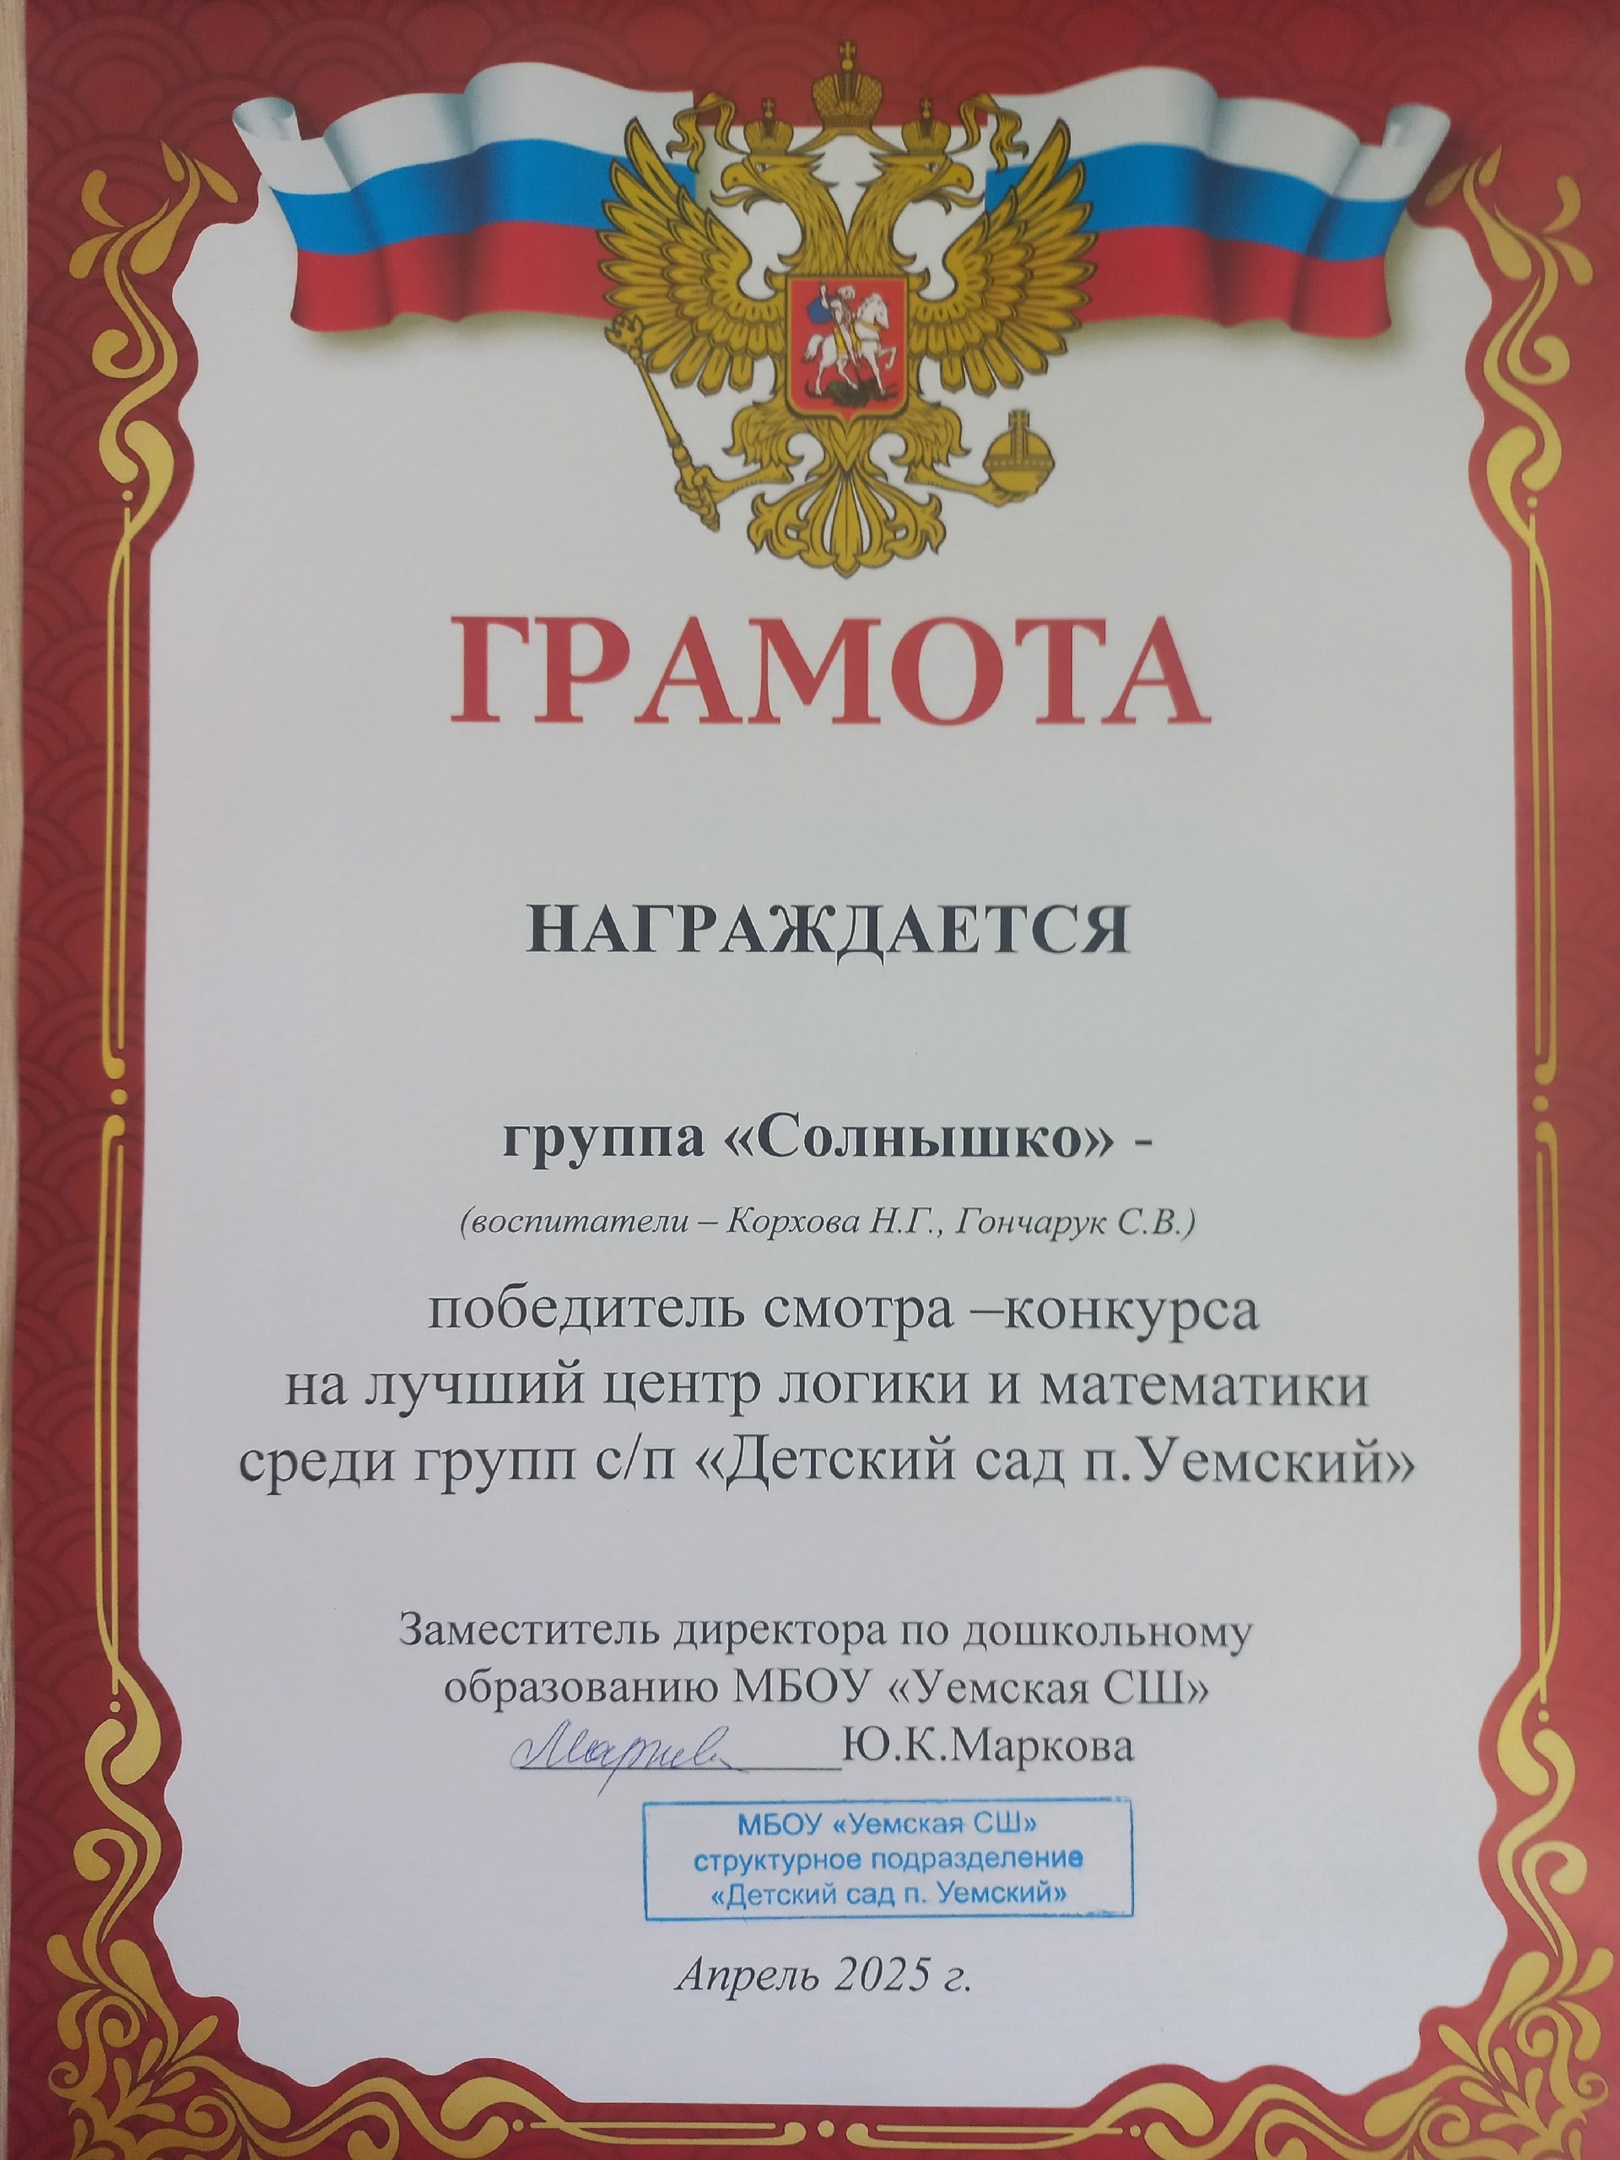 ГРАМОТА
НАГРАЖДАЕТСЯ
группа «Солнышко» -
(воспитатели – Корхова Н.Г., Гончарук С.В.)
победитель смотра –конкурса
на лучший центр логики и математики
среди групп с/п «Детский сад п.Уемский»
Заместитель директора по дошкольному
образованию МБОУ «Уемская СШ»
Ю.К.Маркова
МБОУ «Уемская СШ»
структурное подразделение
«Детский сад п. Уемский»
Апрель 2025 г.